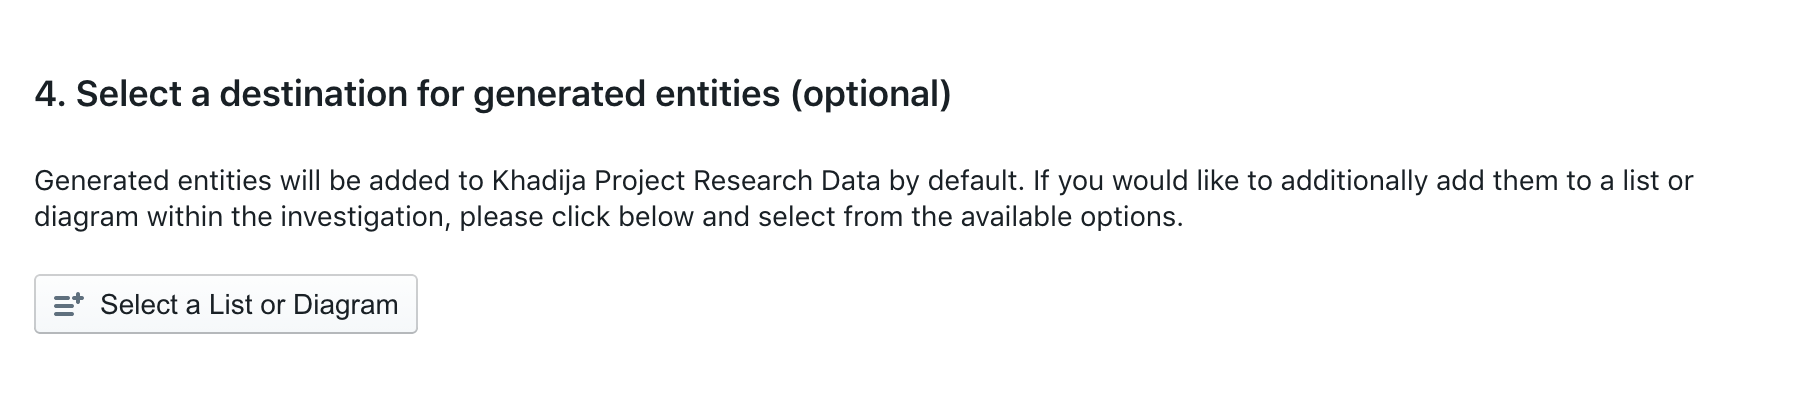 4. Select a destination for generated entities (optional)
Generated entities will be added to Khadija Project Research Data by default. If you would like to additionally add them to a list or
diagram within the investigation, please click below and select from the available options.
Select a List or Diagram